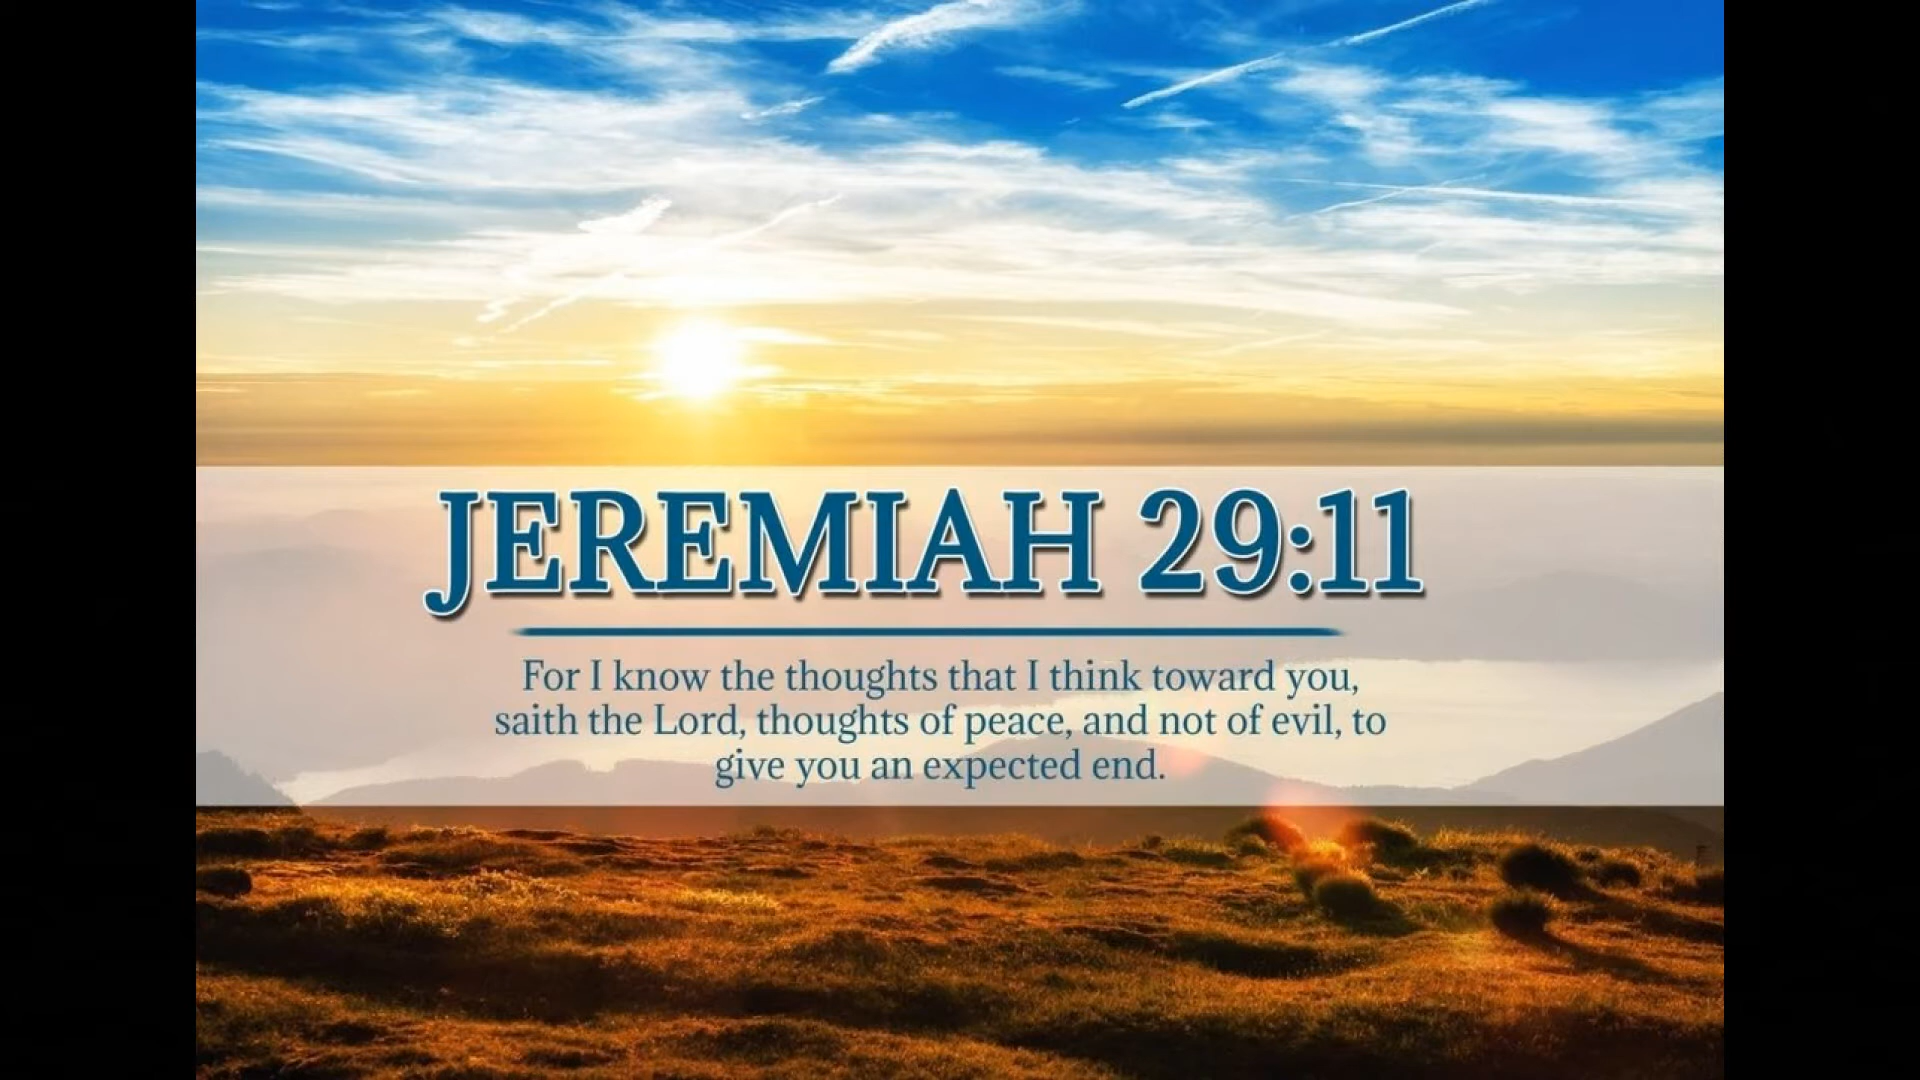 JEREMIAH 29:11
For I know the thoughts that I think toward you,
saith the Lord, thoughts of peace, and not of evil, to
give you an expected end.